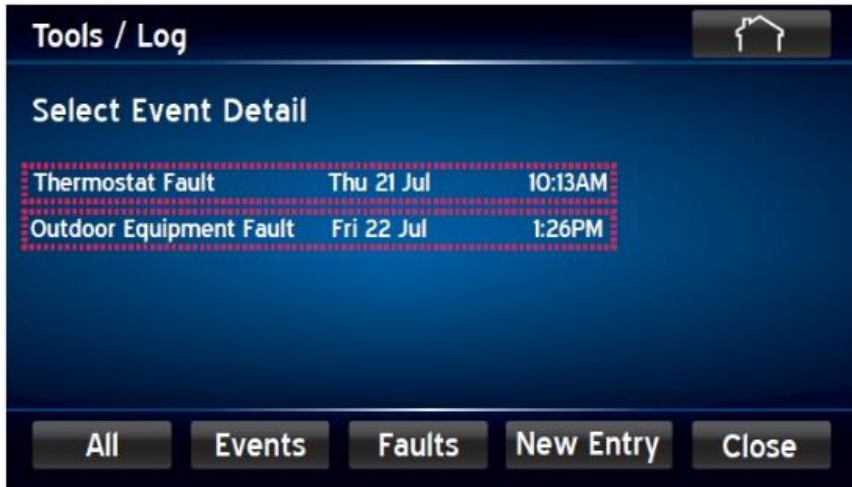 Tools / Log
Select Event Detail
Thermostat Fault Thu 21 Jul 10:13AM
Outdoor Equipment Fault Fri 22 Jul 1:26PM
All Events Faults New Entry Close